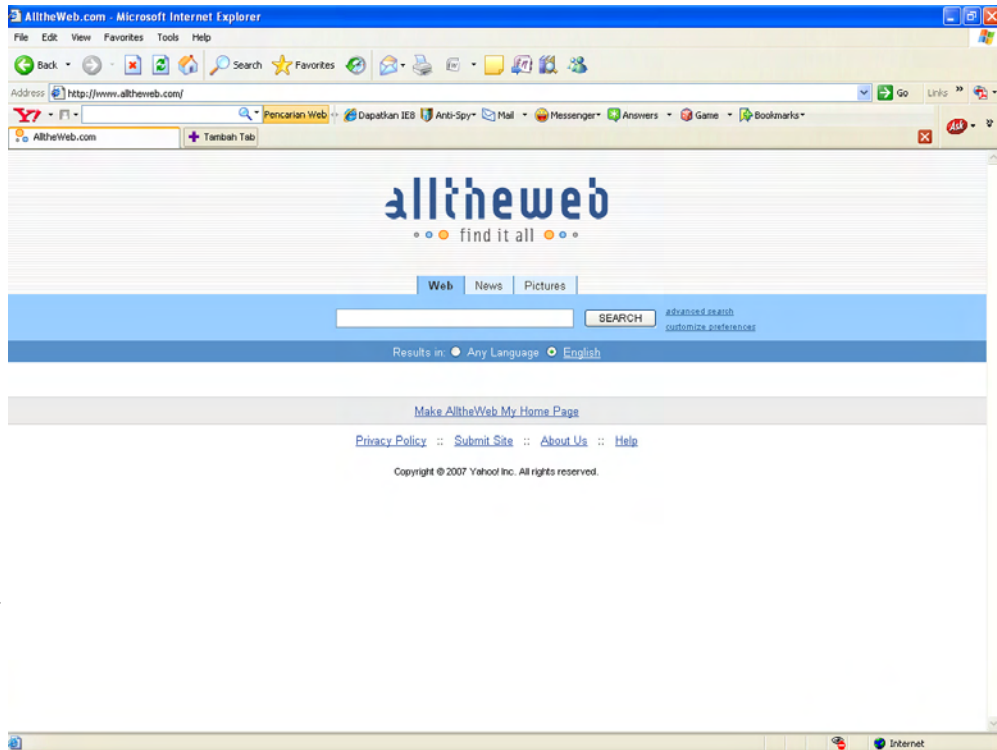 AlltheWeb.com - Microsoft Internet Explorer
File Edit View Favorites Tools Help
Back Search Favorites
Address http://www.alltheweb.com/ Go Links »
Y! Pencarian Web Dapatkan IE8 Anti-Spy Mail Messenger Answers Game Bookmarks Ask
AlltheWeb.com Tambah Tab
alltheweb
find it all
Web News Pictures
SEARCH advanced search
customize preferences
Results in: Any Language English
Make AlltheWeb My Home Page
Privacy Policy :: Submit Site :: About Us :: Help
Copyright © 2007 Yahoo! Inc. All rights reserved.
Internet